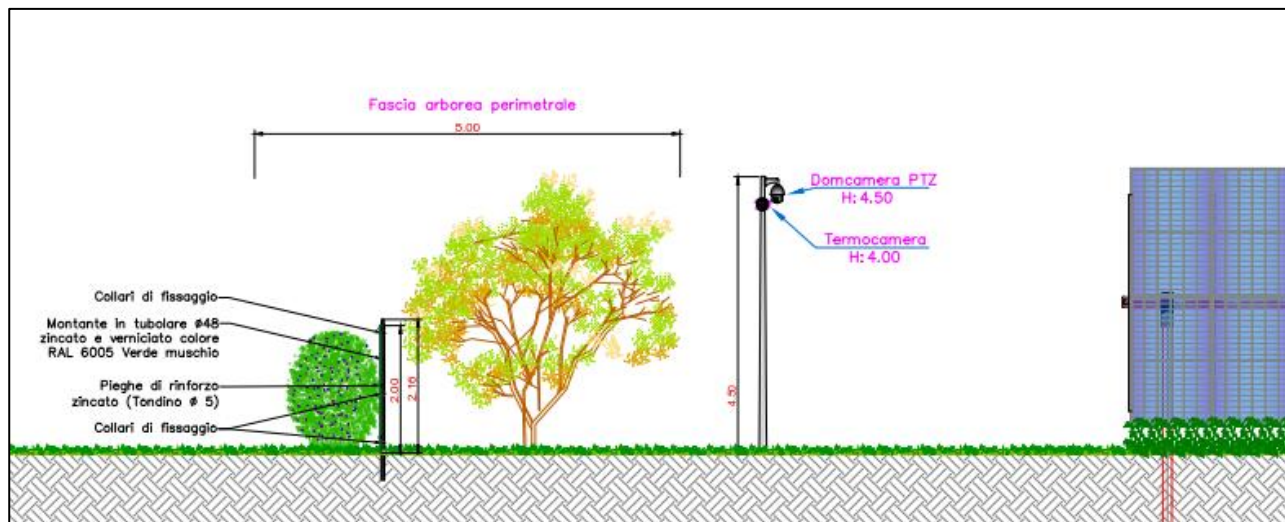 Fascia arborea perimetrale
5.00
Domcamera PTZ
H: 4.50
Termocamera
H: 4.00
4.50
Collari di fissaggio
Montante in tubolare ø48
zincato e verniciato colore
RAL 6005 Verde muschio
Pieghe di rinforzo
zincato (Tondino ø 5)
Collari di fissaggio
2.00
2.16